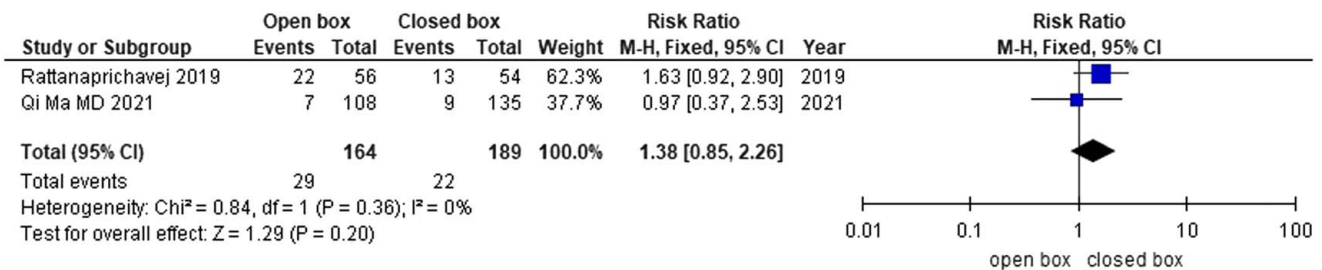 Open box Closed box Risk Ratio Risk Ratio
Study or Subgroup Events Total Events Total Weight M-H, Fixed, 95% CI Year M-H, Fixed, 95% CI
Rattanaprichavej 2019 22 56 13 54 62.3% 1.63 [0.92, 2.90] 2019
Qi Ma MD 2021 7 108 9 135 37.7% 0.97 [0.37, 2.53] 2021
Total (95% CI) 164 189 100.0% 1.38 [0.85, 2.26]
Total events 29 22
Heterogeneity: Chi² = 0.84, df = 1 (P = 0.36); I² = 0%
Test for overall effect: Z = 1.29 (P = 0.20)
0.01 0.1 1 10 100
open box closed box